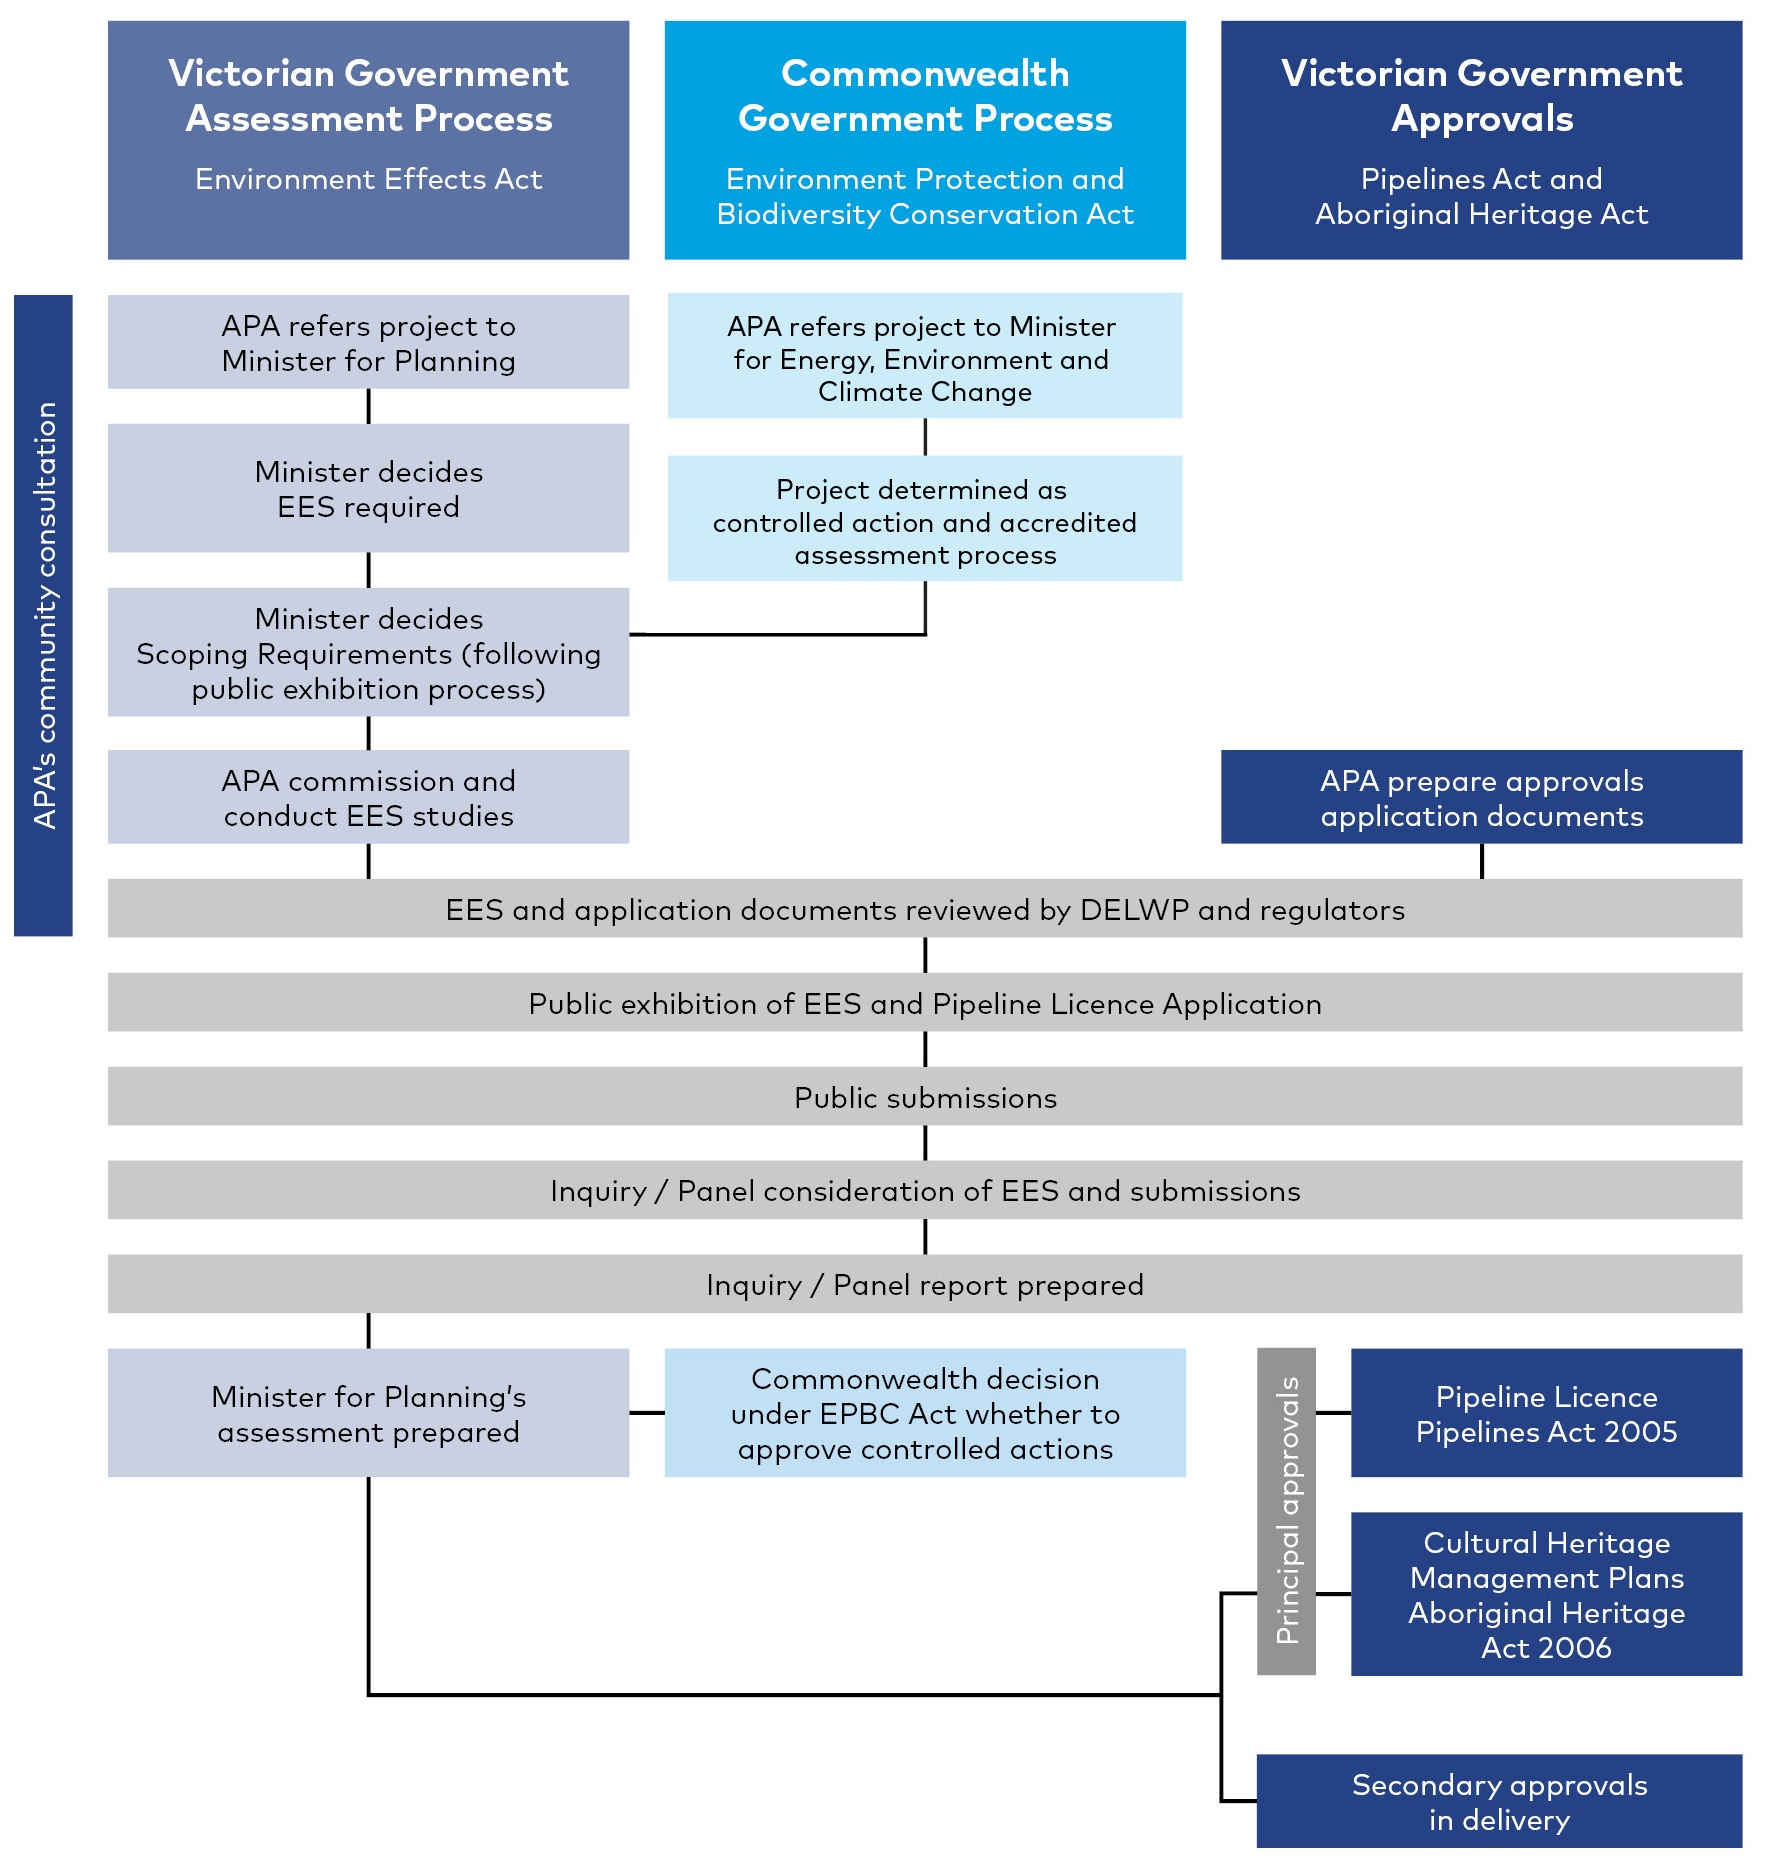 Victorian Government
Assessment Process
Environment Effects Act
Commonwealth
Government Process
Environment Protection and
Biodiversity Conservation Act
Victorian Government
Approvals
Pipelines Act and
Aboriginal Heritage Act
APA's community consultation
APA refers project to
Minister for Planning
Minister decides
EES required
Minister decides
Scoping Requirements (following
public exhibition process)
APA commission and
conduct EES studies
APA refers project to Minister
for Energy, Environment and
Climate Change
Project determined as
controlled action and accredited
assessment process
APA prepare approvals
application documents
EES and application documents reviewed by DELWP and regulators
Public exhibition of EES and Pipeline Licence Application
Public submissions
Inquiry / Panel consideration of EES and submissions
Inquiry / Panel report prepared
Minister for Planning's
assessment prepared
Commonwealth decision
under EPBC Act whether to
approve controlled actions
Principal approvals
Pipeline Licence
Pipelines Act 2005
Cultural Heritage
Management Plans
Aboriginal Heritage
Act 2006
Secondary approvals
in delivery